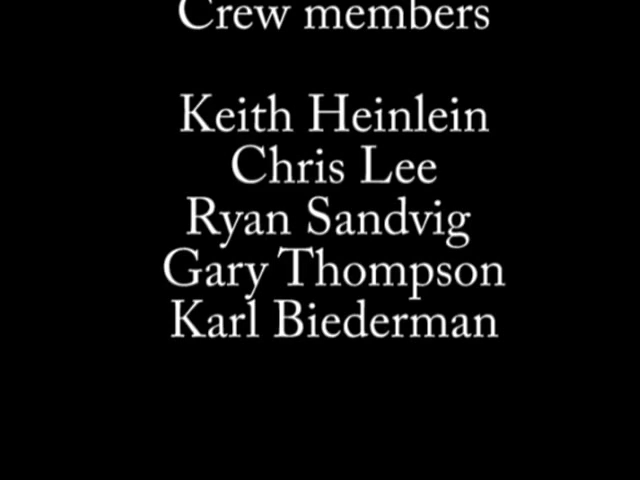 Crew members
Keith Heinlein
Chris Lee
Ryan Sandvig
Gary Thompson
Karl Biederman